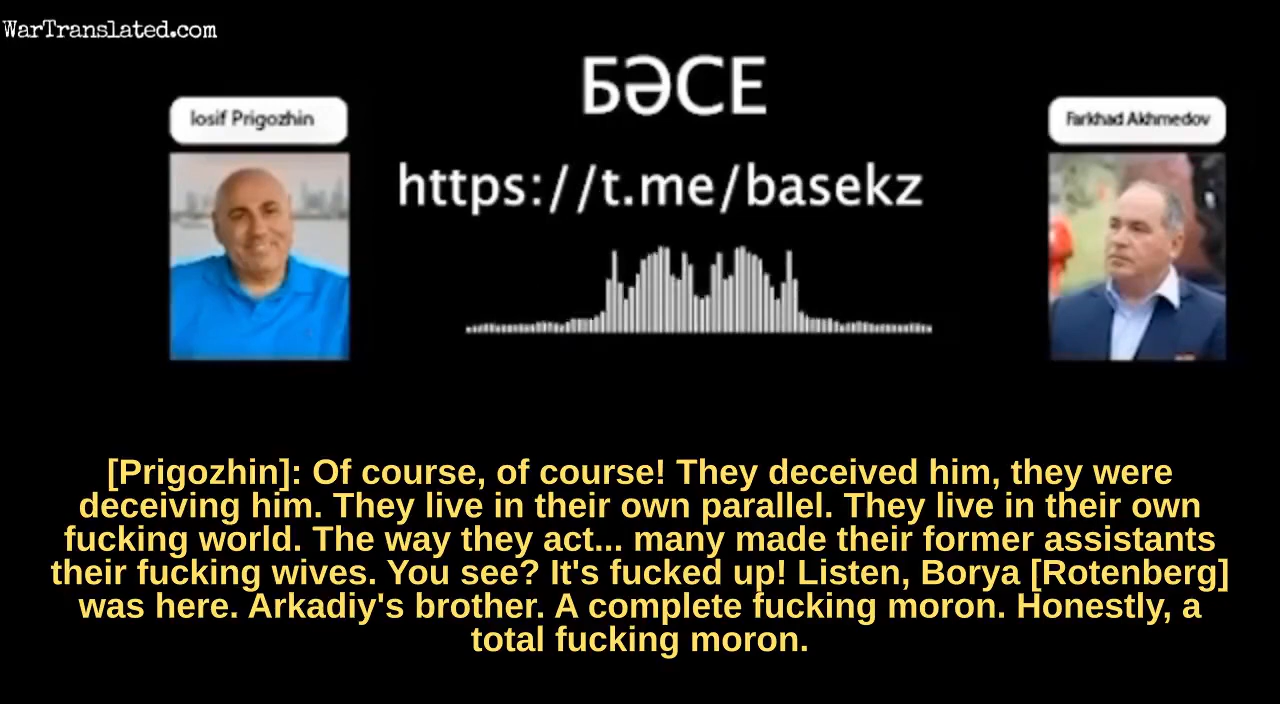 WarTranslated.com
БӘСЕ
Iosif Prigozhin
Farkhad Akhmedov
https://t.me/basekz
[Prigozhin]: Of course, of course! They deceived him, they were
deceiving him. They live in their own parallel. They live in their own
fucking world. The way they act... many made their former assistants
their fucking wives. You see? It's fucked up! Listen, Borya [Rotenberg]
was here. Arkadiy's brother. A complete fucking moron. Honestly, a
total fucking moron.